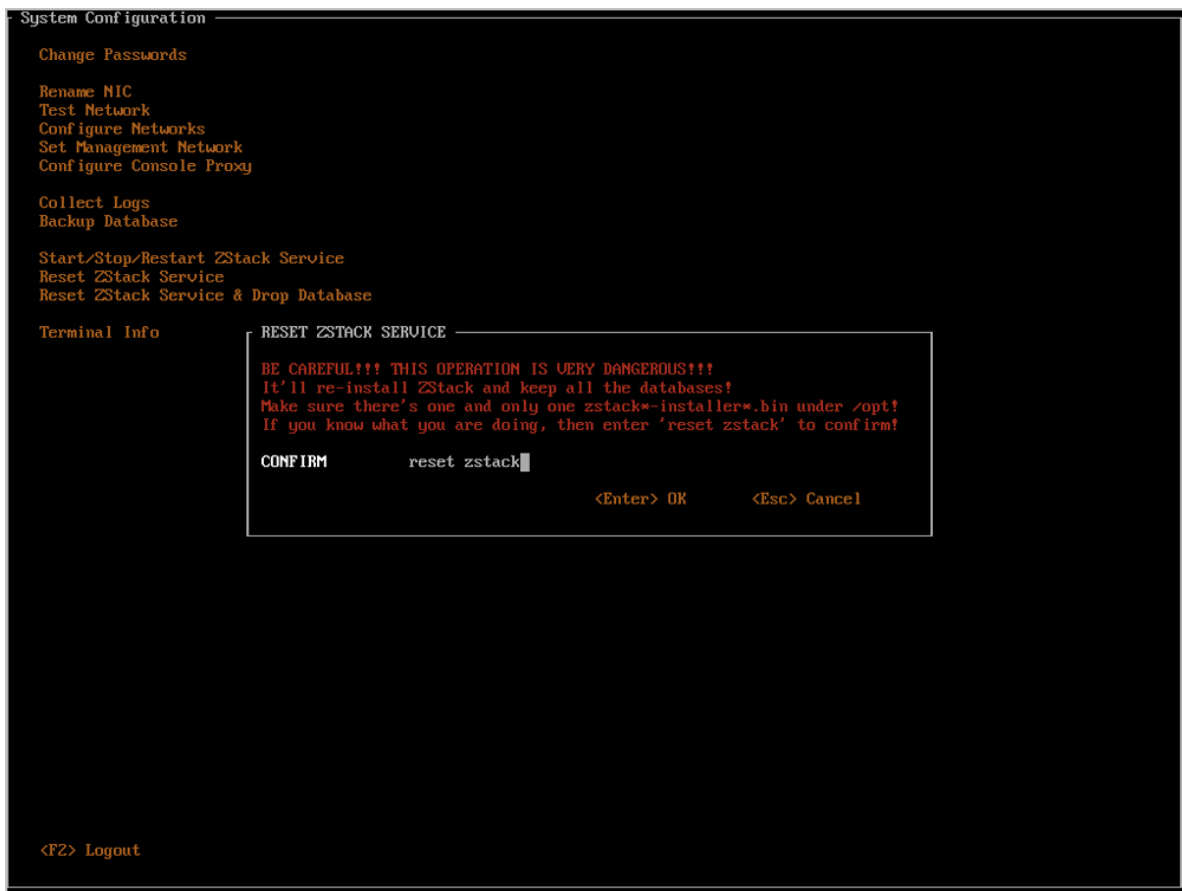 System Configuration
Change Passwords
Rename NIC
Test Network
Configure Networks
Set Management Network
Configure Console Proxy
Collect Logs
Backup Database
Start/Stop/Restart ZStack Service
Reset ZStack Service
Reset ZStack Service & Drop Database
Terminal Info
RESET ZSTACK SERVICE
BE CAREFUL!!! THIS OPERATION IS VERY DANGEROUS!!!
It'll re-install ZStack and keep all the databases!
Make sure there's one and only one zstack*-installer*.bin under /opt!
If you know what you are doing, then enter 'reset zstack' to confirm!
CONFIRM reset zstack
<Enter> OK <Esc> Cancel
<F2> Logout